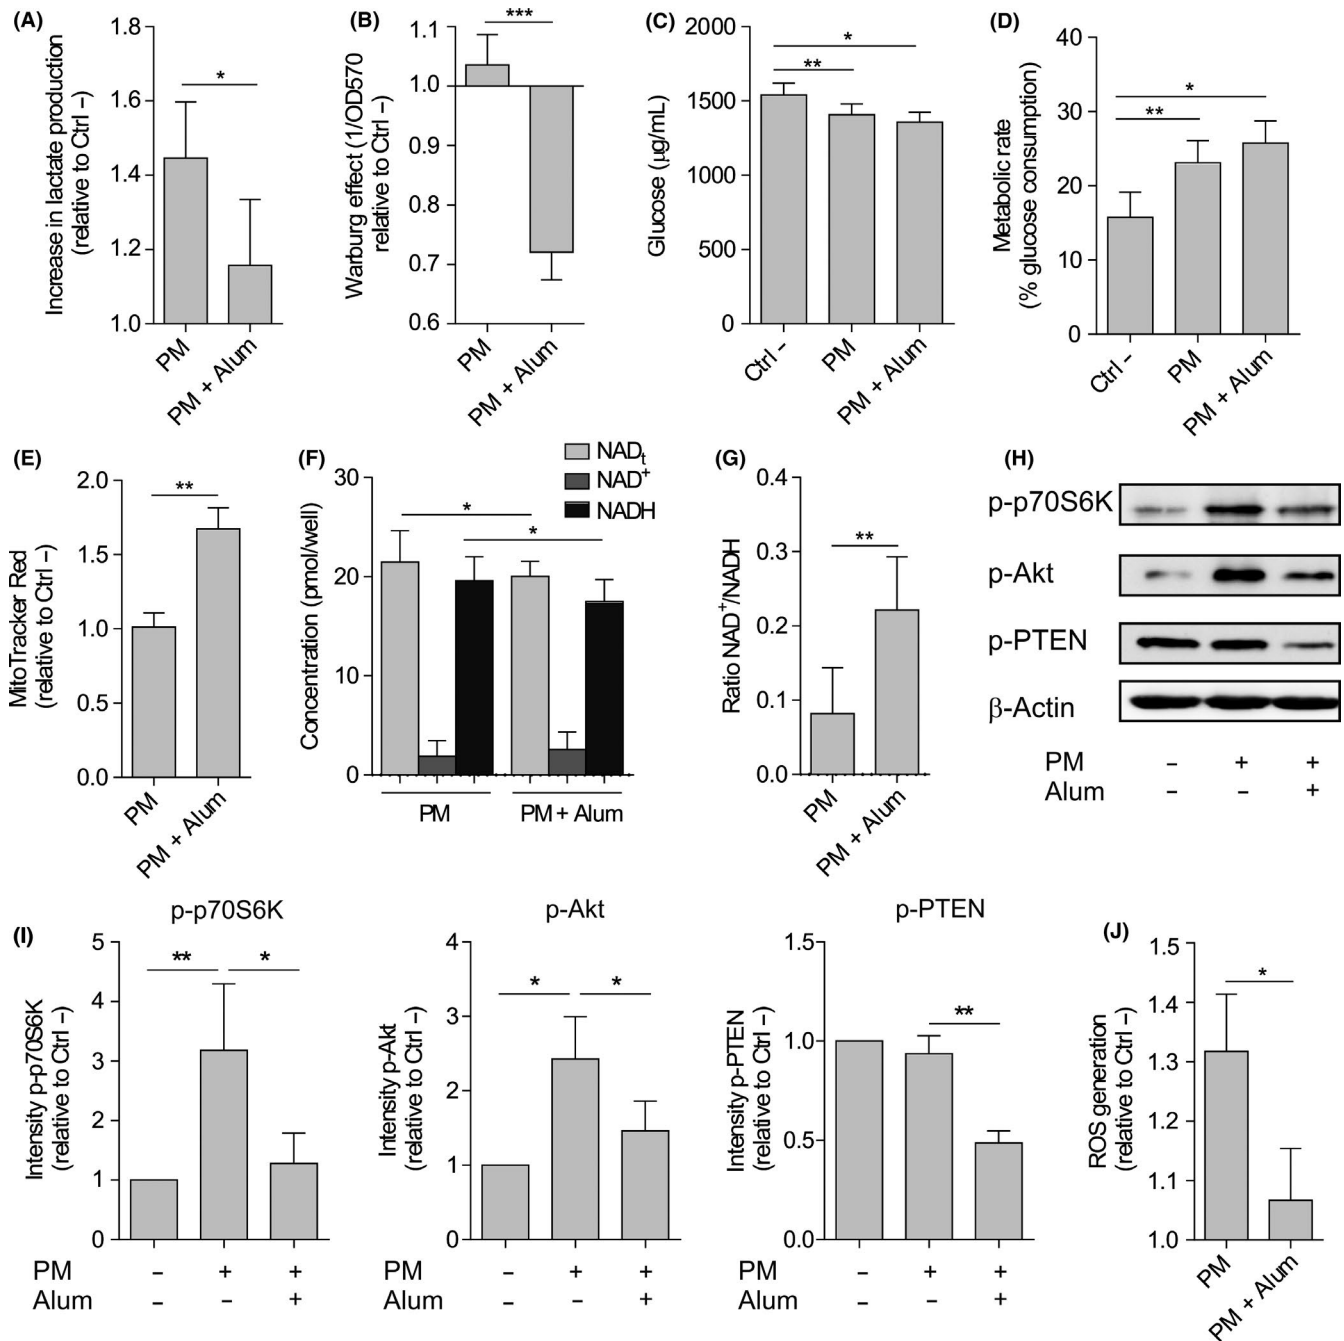 (A)
Increase in lactate production
(relative to Ctrl −)
1.8
1.6
1.4
1.2
1.0
*
PM
PM + Alum
(B)
Warburg effect (1/OD570
relative to Ctrl −)
1.1
1.0
0.9
0.8
0.7
0.6
***
PM
PM + Alum
(C)
Glucose (μg/mL)
2000
1500
1000
500
0
*
**
Ctrl −
PM
PM + Alum
(D)
Metabolic rate
(% glucose consumption)
40
30
20
10
0
*
**
Ctrl −
PM
PM + Alum
(E)
MitoTracker Red
(relative to Ctrl −)
2.0
1.5
1.0
0.5
0.0
**
PM
PM + Alum
(F)
Concentration (pmol/well)
30
20
10
0
NADt
NAD+
NADH
*
*
PM
PM + Alum
(G)
Ratio NAD+/NADH
0.4
0.3
0.2
0.1
0.0
**
PM
PM + Alum
(H)
p-p70S6K
p-Akt
p-PTEN
β-Actin
PM − + +
Alum − − +
(I)
p-p70S6K
Intensity p-p70S6K
(relative to Ctrl −)
5
4
3
2
1
0
** *
PM − + +
Alum − − +
p-Akt
Intensity p-Akt
(relative to Ctrl −)
4
3
2
1
0
* *
− + +
− − +
p-PTEN
Intensity p-PTEN
(relative to Ctrl −)
1.5
1.0
0.5
0.0
**
PM − + +
Alum − − +
(J)
ROS generation
(relative to Ctrl −)
1.5
1.4
1.3
1.2
1.1
1.0
*
PM
PM + Alum